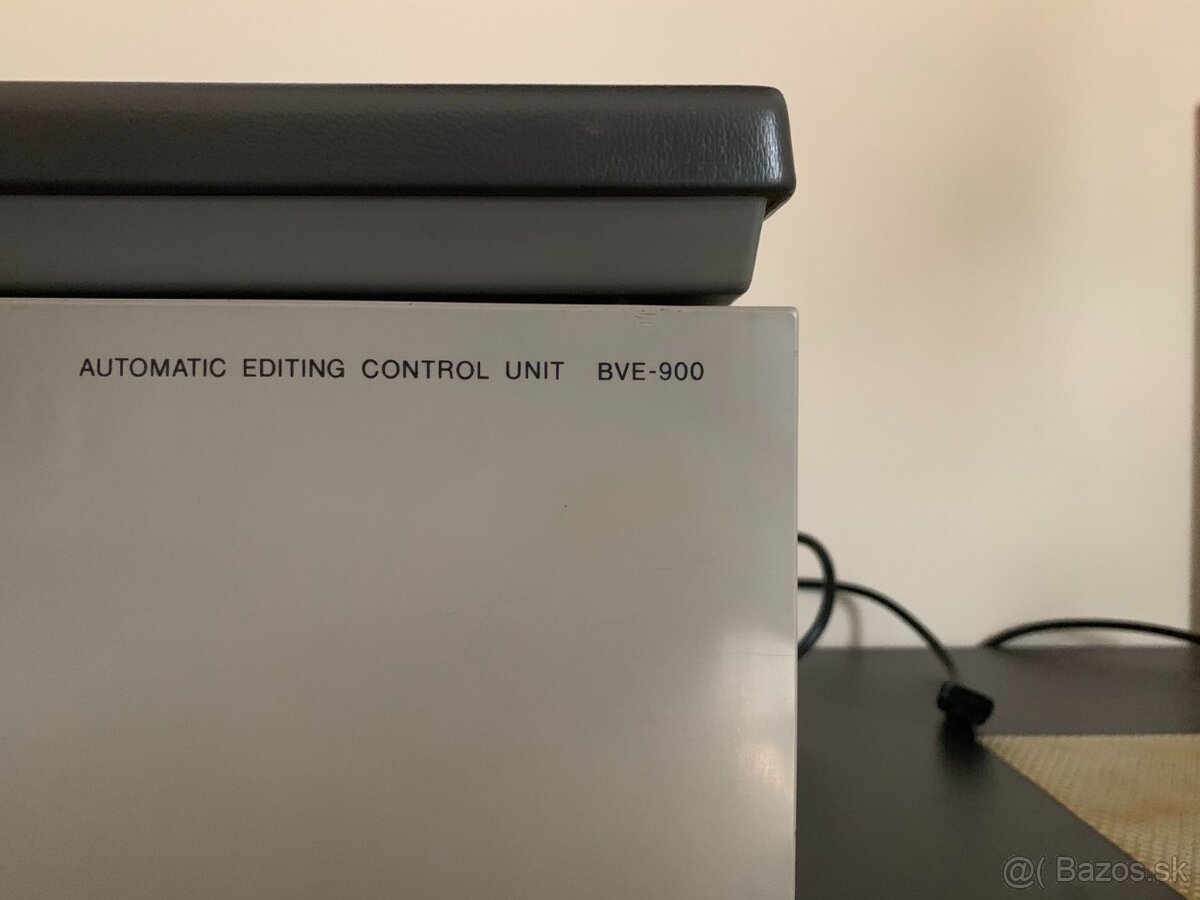 AUTOMATIC EDITING CONTROL UNIT BVE-900
@( Bazos.sk